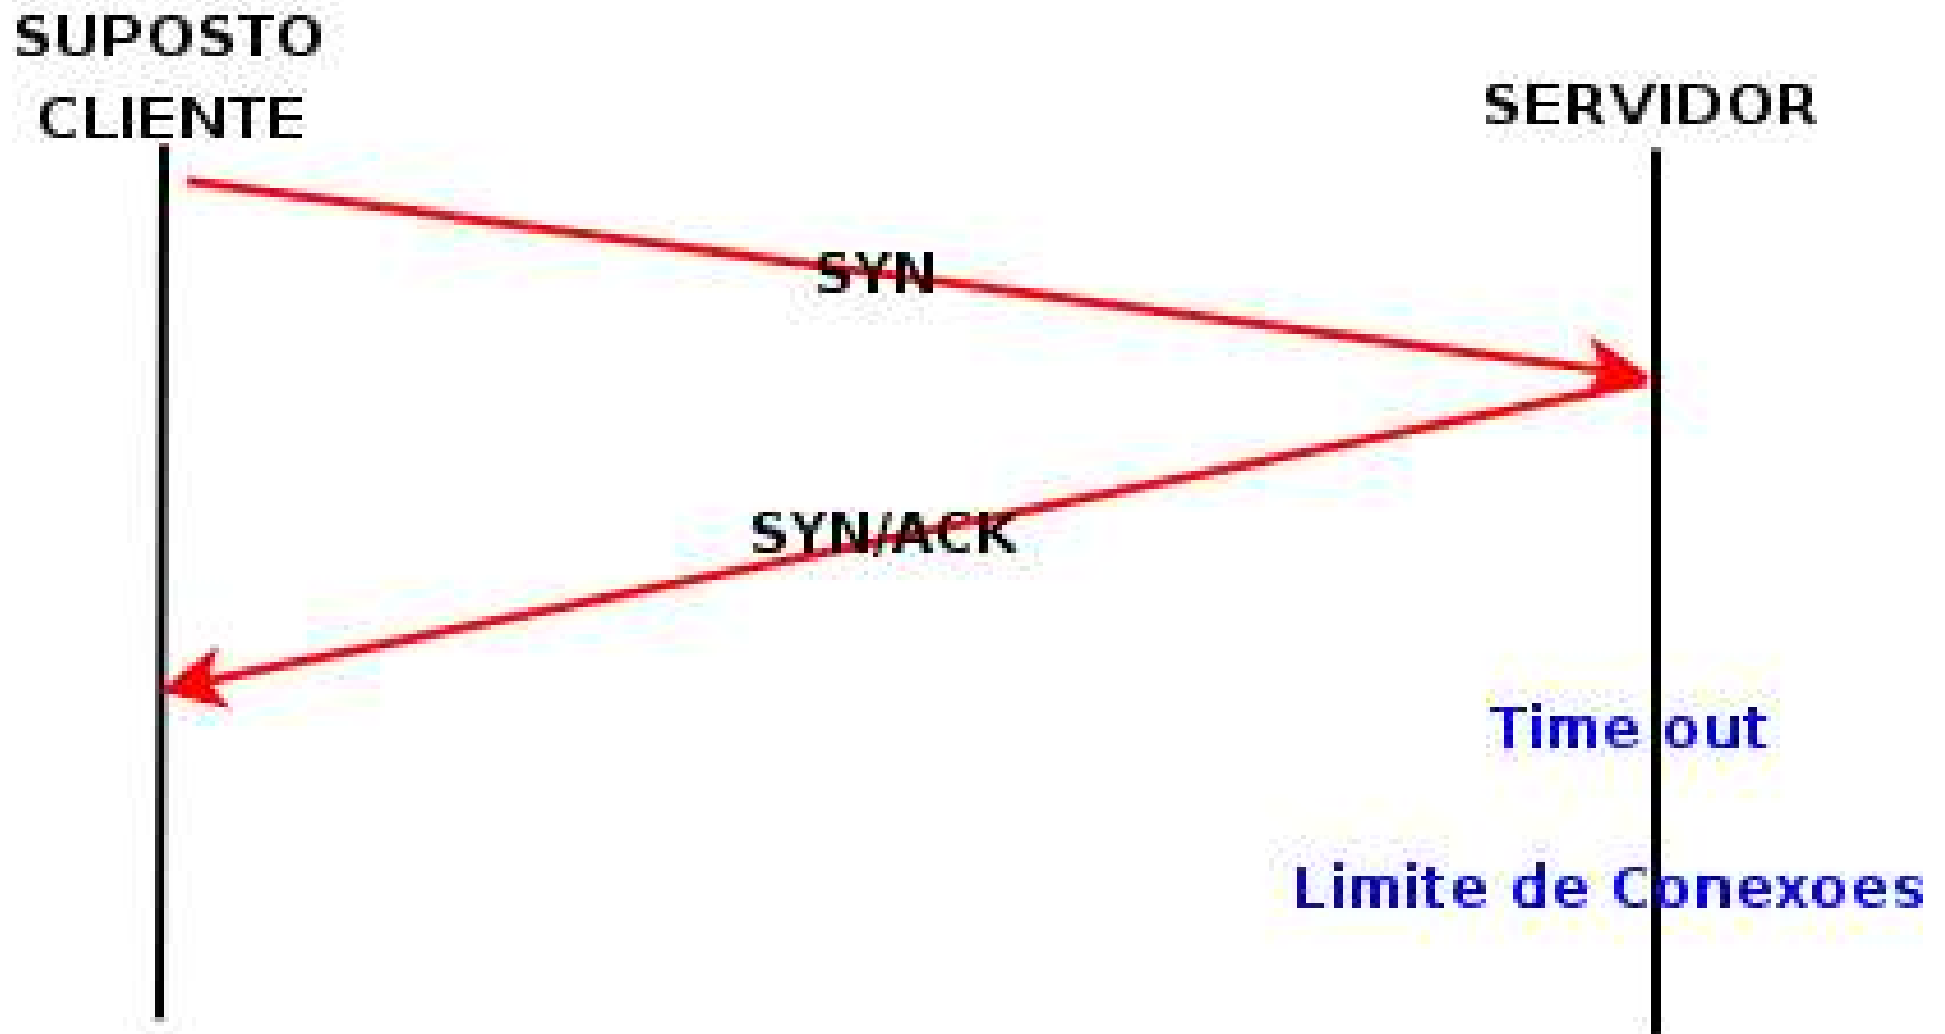 SUPOSTO
CLIENTE
SERVIDOR
SYN
SYN/ACK
Time out
Limite de Conexoes